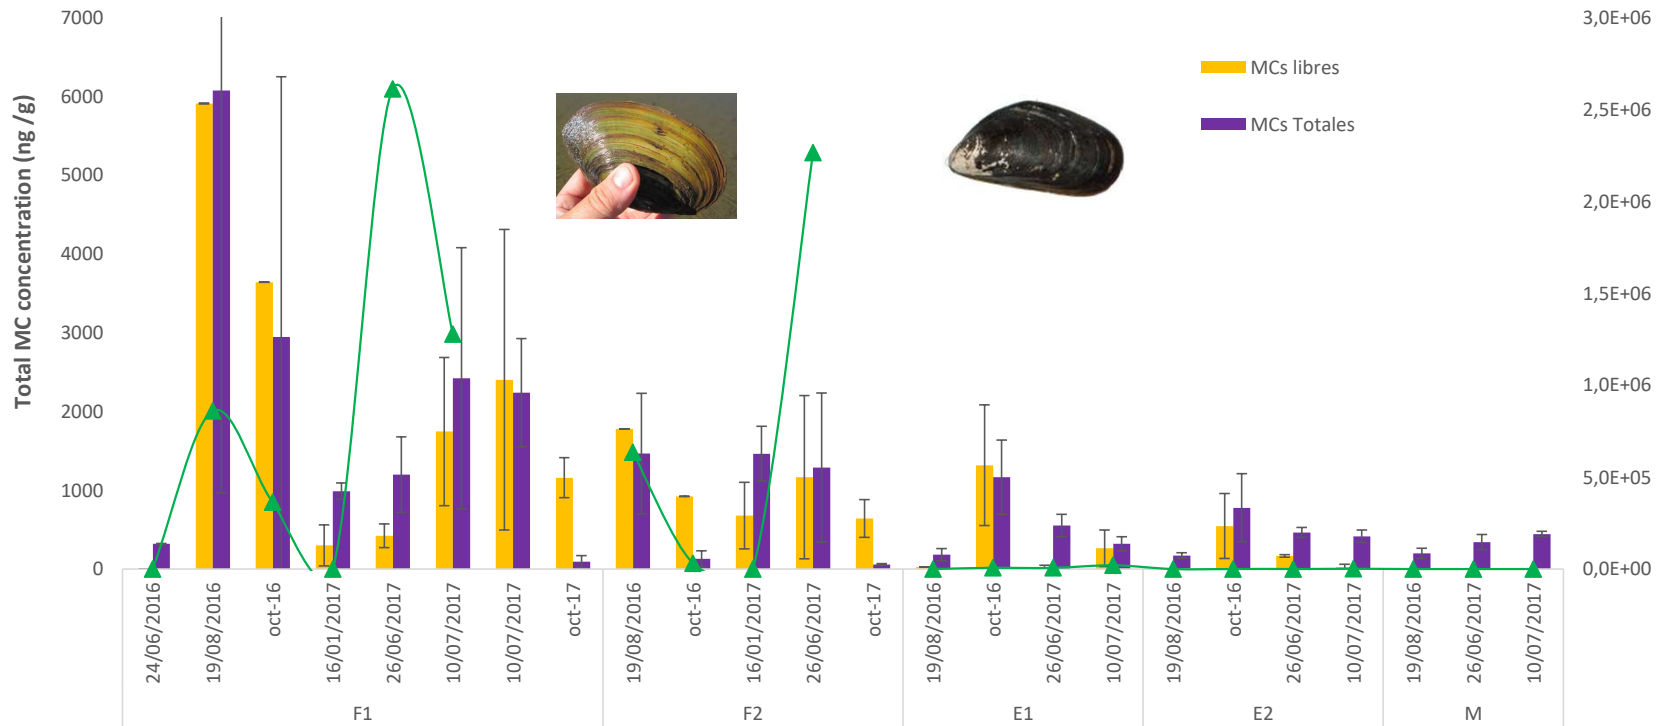 Total MC concentration (ng /g)
7000
6000
5000
4000
3000
2000
1000
0
3,0E+06
2,5E+06
2,0E+06
1,5E+06
1,0E+06
5,0E+05
0,0E+00
MCs libres
MCs Totales
24/06/2016
19/08/2016
oct-16
16/01/2017
26/06/2017
10/07/2017
10/07/2017
oct-17
19/08/2016
oct-16
16/01/2017
26/06/2017
oct-17
19/08/2016
oct-16
26/06/2017
10/07/2017
19/08/2016
oct-16
26/06/2017
10/07/2017
19/08/2016
26/06/2017
10/07/2017
F1
F2
E1
E2
M